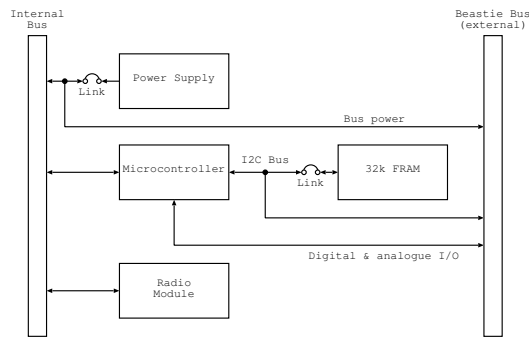 Internal
Bus
Beastie Bus
(external)
Power Supply
Link
Bus power
Microcontroller
I2C Bus
32k FRAM
Link
Digital & analogue I/O
Radio
Module